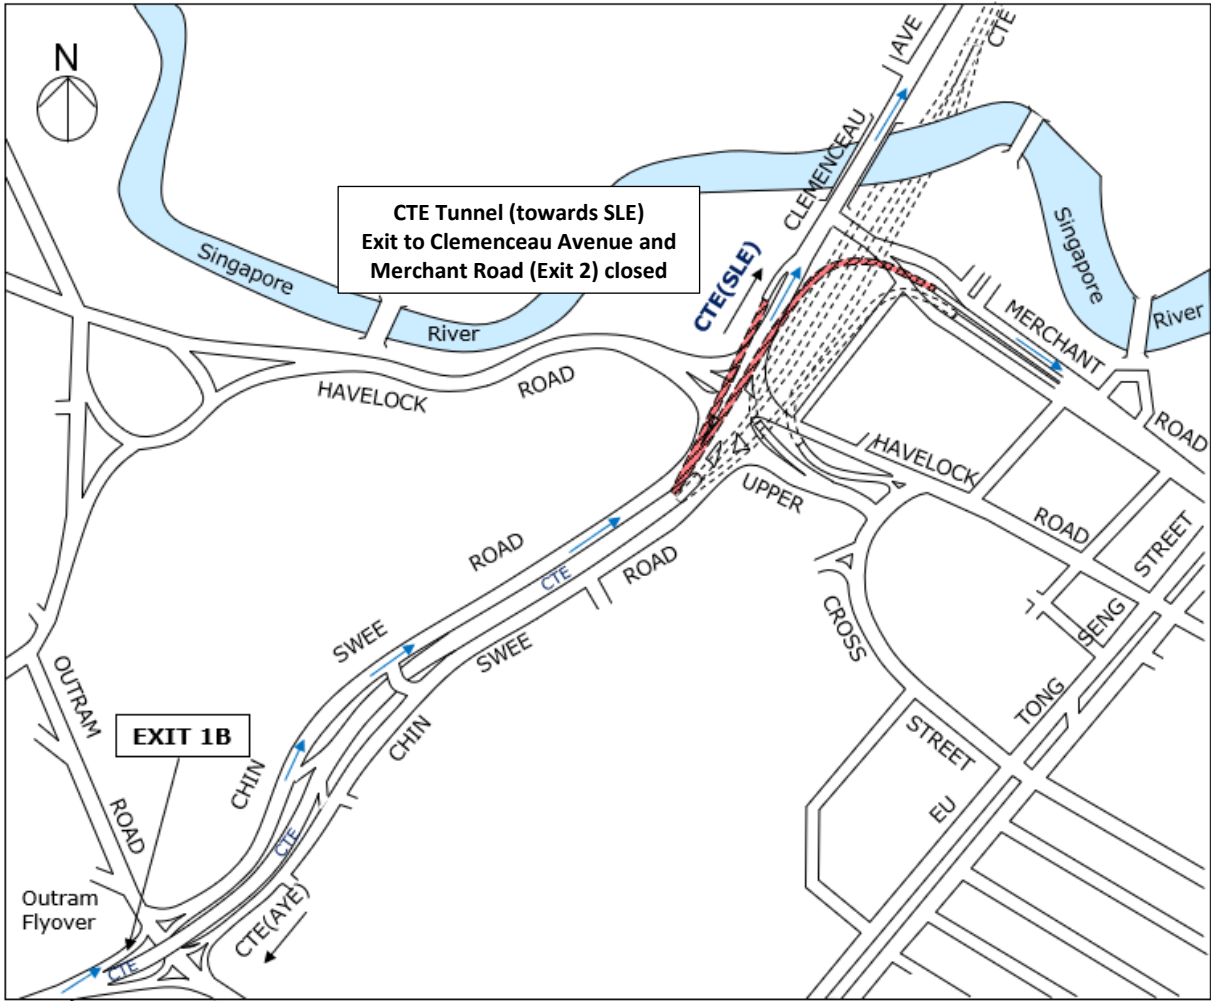 N
AVE
CTE
CLEMENCEAU
CTE Tunnel (towards SLE)
Exit to Clemenceau Avenue and
Merchant Road (Exit 2) closed
CTE(SLE)
Singapore
River
Singapore
River
MERCHANT
ROAD
HAVELOCK
ROAD
HAVELOCK
ROAD
UPPER
CROSS
STREET
ROAD
CTE
ROAD
SWEE
SWEE
CHIN
CHIN
STREET
SENG
TONG
EU
OUTRAM
ROAD
EXIT 1B
CTE
CTE(AYE)
Outram
Flyover
CTE